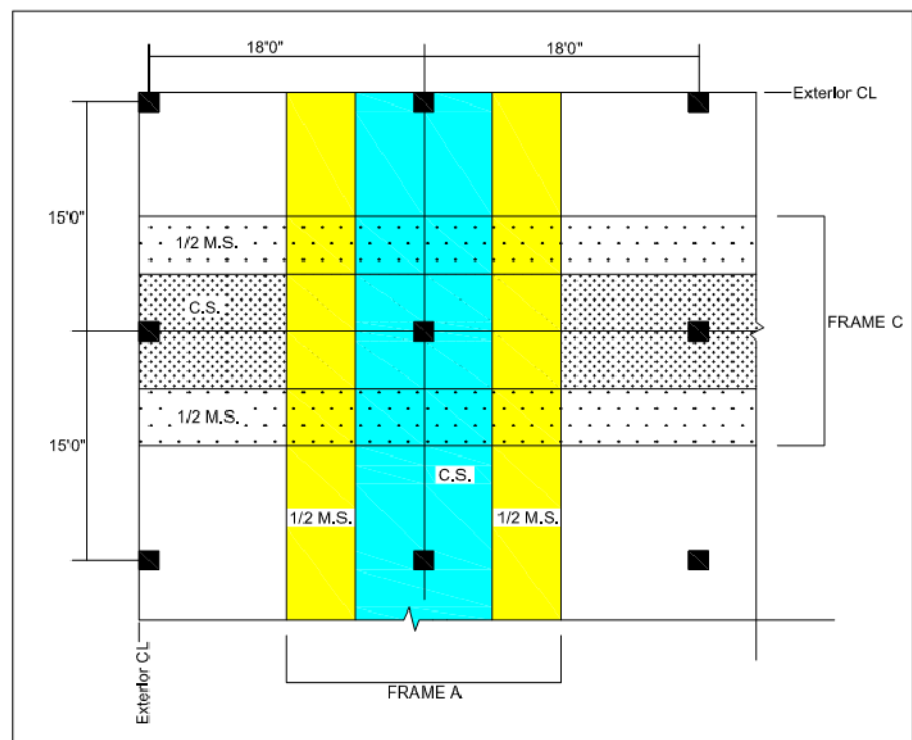 18'0"
18'0"
Exterior CL
15'0"
1/2 M.S.
C.S.
FRAME C
1/2 M.S.
15'0"
C.S.
1/2 M.S.
1/2 M.S.
Exterior CL
FRAME A